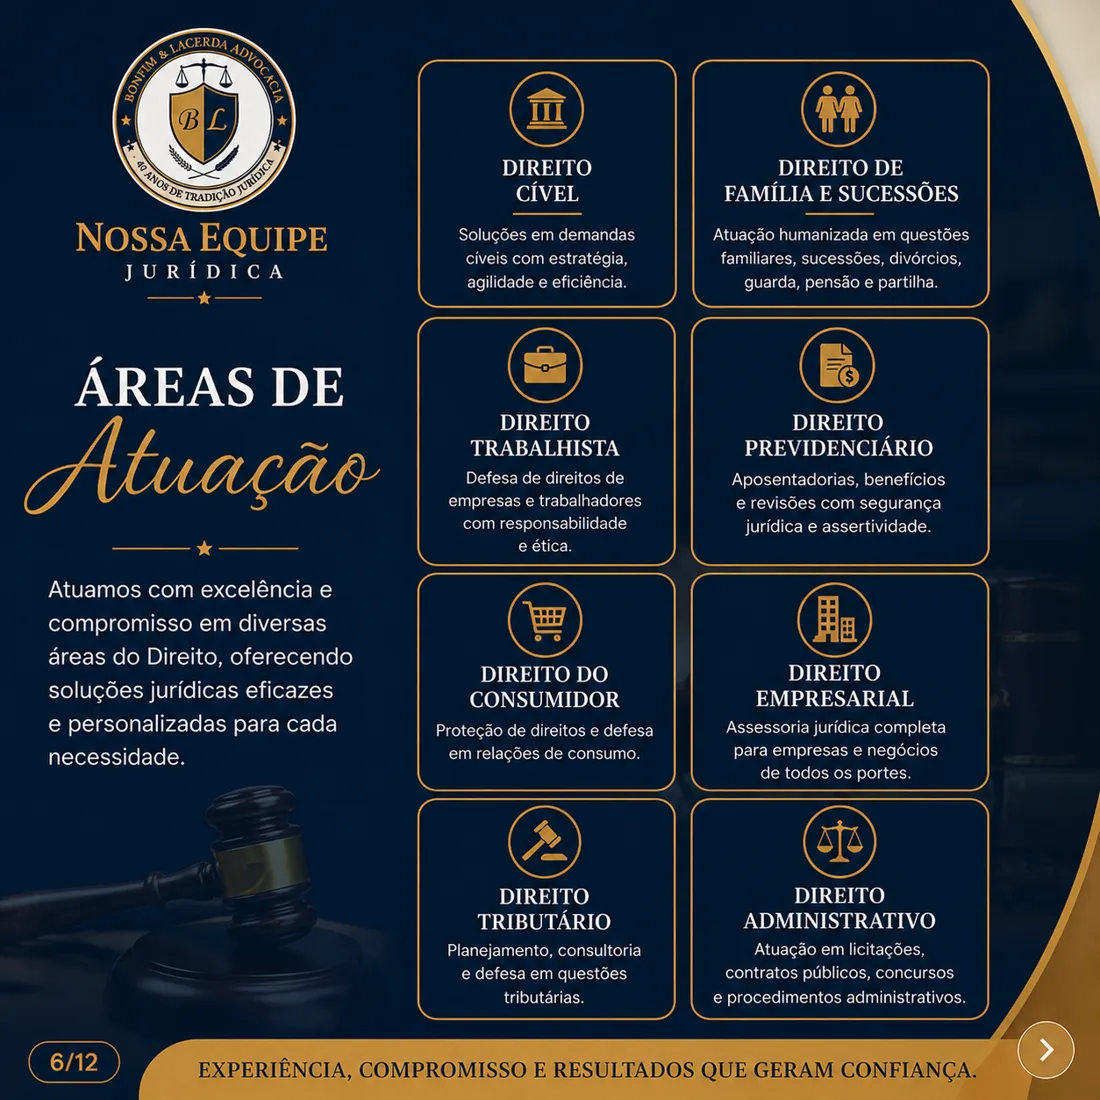 BONFIM & LACERDA ADVOCACIA
B L
40 ANOS DE TRADIÇÃO JURÍDICA
NOSSA EQUIPE
JURÍDICA
ÁREAS DE
Atuação
Atuamos com excelência e
compromisso em diversas
áreas do Direito, oferecendo
soluções jurídicas eficazes
e personalizadas para cada
necessidade.
DIREITO
CÍVEL
Soluções em demandas
cíveis com estratégia,
agilidade e eficiência.
DIREITO DE
FAMÍLIA E SUCESSÕES
Atuação humanizada em questões
familiares, sucessões, divórcios,
guarda, pensão e partilha.
DIREITO
TRABALHISTA
Defesa de direitos de
empresas e trabalhadores
com responsabilidade
e ética.
$
DIREITO
PREVIDENCIÁRIO
Aposentadorias, benefícios
e revisões com segurança
jurídica e assertividade.
DIREITO DO
CONSUMIDOR
Proteção de direitos e defesa
em relações de consumo.
DIREITO
EMPRESARIAL
Assessoria jurídica completa
para empresas e negócios
de todos os portes.
DIREITO
TRIBUTÁRIO
Planejamento, consultoria
e defesa em questões
tributárias.
DIREITO
ADMINISTRATIVO
Atuação em licitações,
contratos públicos, concursos
e procedimentos administrativos.
6/12
EXPERIÊNCIA, COMPROMISSO E RESULTADOS QUE GERAM CONFIANÇA.